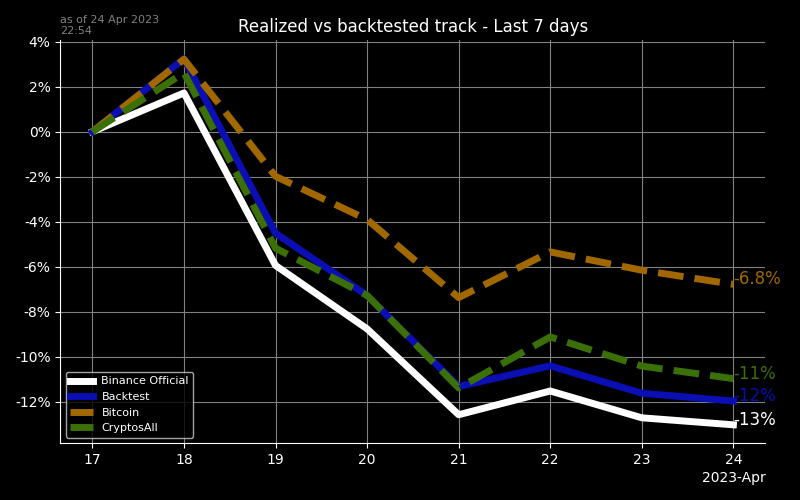 as of 24 Apr 2023
22:54
Realized vs backtested track - Last 7 days
4%
2%
0%
-2%
-4%
-6%
-8%
-10%
-12%
-6.8%
-11%
-12%
-13%
Binance Official
Backtest
Bitcoin
CryptosAll
17 18 19 20 21 22 23 24
2023-Apr